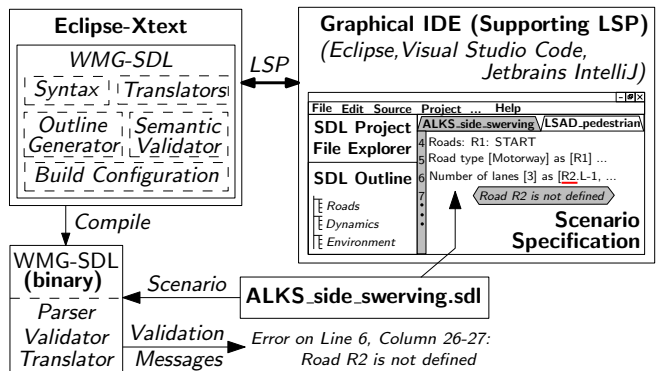 Eclipse-Xtext
WMG-SDL
Syntax
Translators
Outline
Generator
Semantic
Validator
Build Configuration
LSP
Graphical IDE (Supporting LSP)
(Eclipse,Visual Studio Code,
Jetbrains IntelliJ)
File Edit Source Project ... Help
SDL Project
File Explorer
SDL Outline
Roads
Dynamics
Environment
ALKS_side_swerving
LSAD_pedestrian
4 Roads: R1: START
5 Road type [Motorway] as [R1] ...
6 Number of lanes [3] as [R2.L-1, ...
7
Road R2 is not defined
Scenario
Specification
Compile
WMG-SDL
(binary)
Parser
Validator
Translator
Scenario
ALKS_side_swerving.sdl
Validation
Messages
Error on Line 6, Column 26-27:
Road R2 is not defined